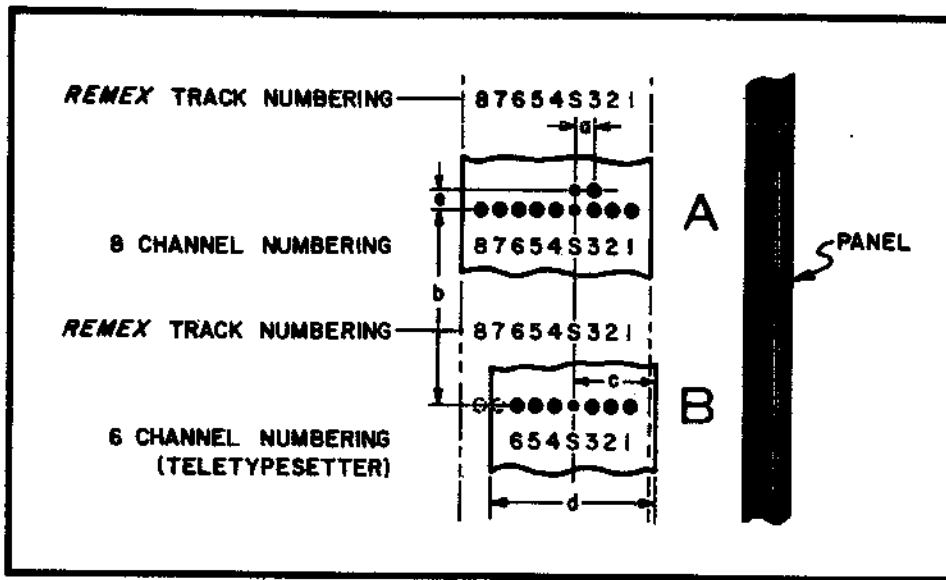 REMEX TRACK NUMBERING 87654S321
a
e
A
8 CHANNEL NUMBERING 87654S321
PANEL
b
REMEX TRACK NUMBERING 87654S321
c
B
6 CHANNEL NUMBERING 654S321
(TELETYPESETTER)
d